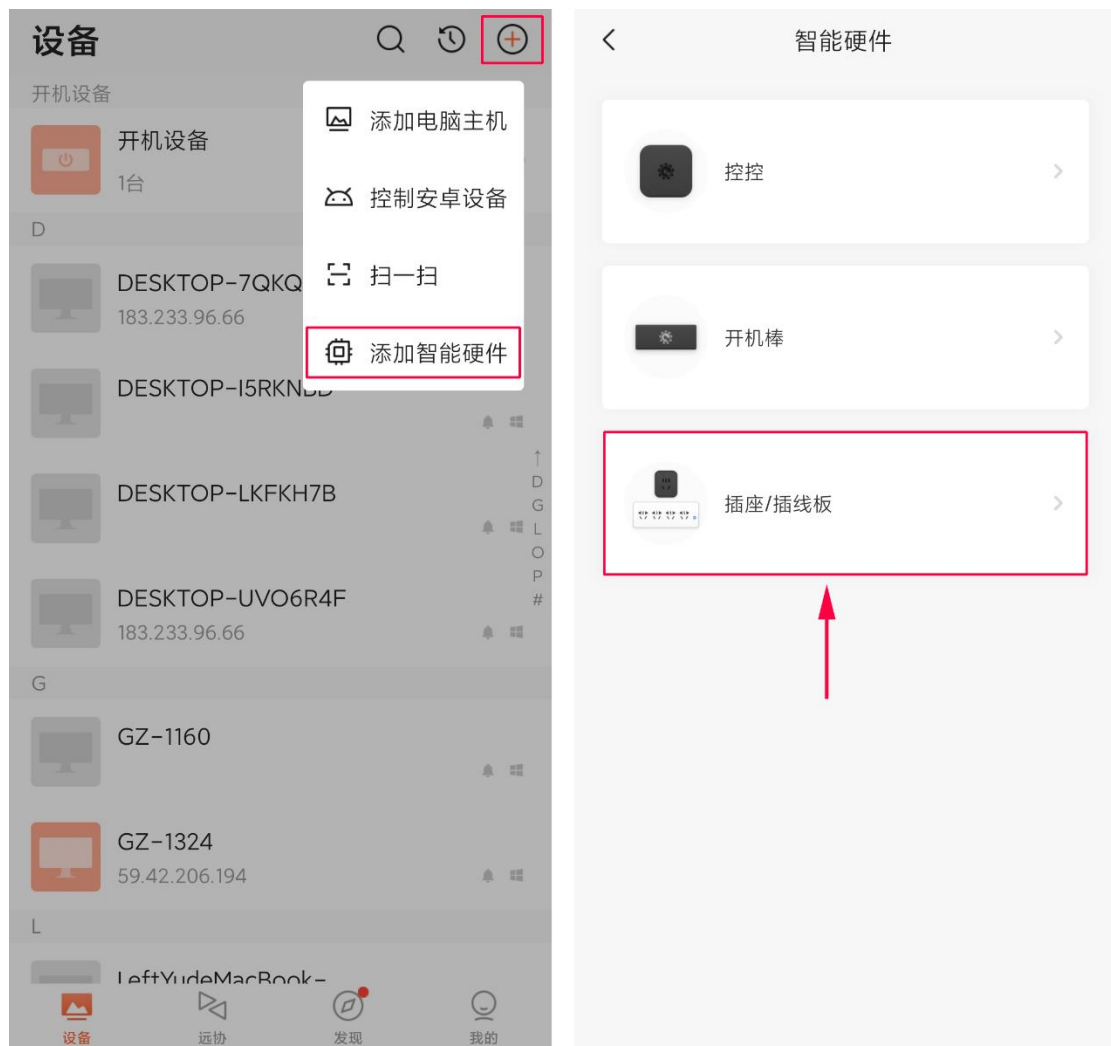 设备
开机设备
开机设备
1台
添加电脑主机
控制安卓设备
扫一扫
添加智能硬件
D
DESKTOP-7QKQ
183.233.96.66
DESKTOP-I5RKN
DESKTOP-LKFKH7B
DESKTOP-UVO6R4F
183.233.96.66
↑
D
G
L
O
P
#
G
GZ-1160
GZ-1324
59.42.206.194
L
LeftYudeMacBook-
设备
远协
发现
我的
智能硬件
控控
开机棒
插座/插线板